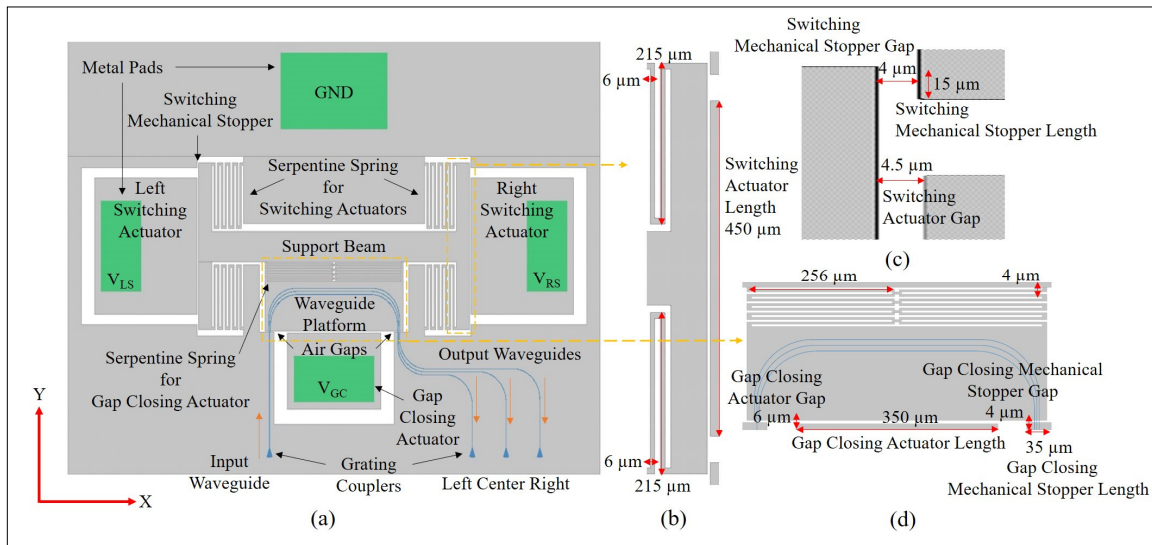 Metal Pads
GND
Switching
Mechanical Stopper
Serpentine Spring
for
Switching Actuators
Left
Switching
Actuator
Right
Switching
Actuator
Support Beam
V_LS
V_RS
Waveguide
Platform
Air Gaps
Output Waveguides
Serpentine Spring
for
Gap Closing Actuator
V_GC
Gap
Closing
Actuator
Y
X
Input
Waveguide
Grating
Couplers
Left Center Right
(a)
215 µm
6 µm
Switching
Actuator
Length
450 µm
6 µm
215 µm
(b)
Switching
Mechanical Stopper Gap
4 µm
15 µm
Switching
Mechanical Stopper Length
4.5 µm
Switching
Actuator Gap
(c)
256 µm
4 µm
Gap Closing
Actuator Gap
Gap Closing Mechanical
Stopper Gap
6 µm
350 µm
4 µm
Gap Closing Actuator Length
35 µm
Gap Closing
Mechanical Stopper Length
(d)